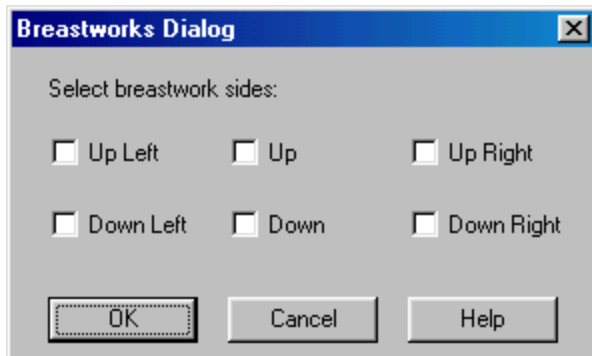 Breastworks Dialog
Select breastwork sides:
Up Left Up Up Right
Down Left Down Down Right
OK Cancel Help